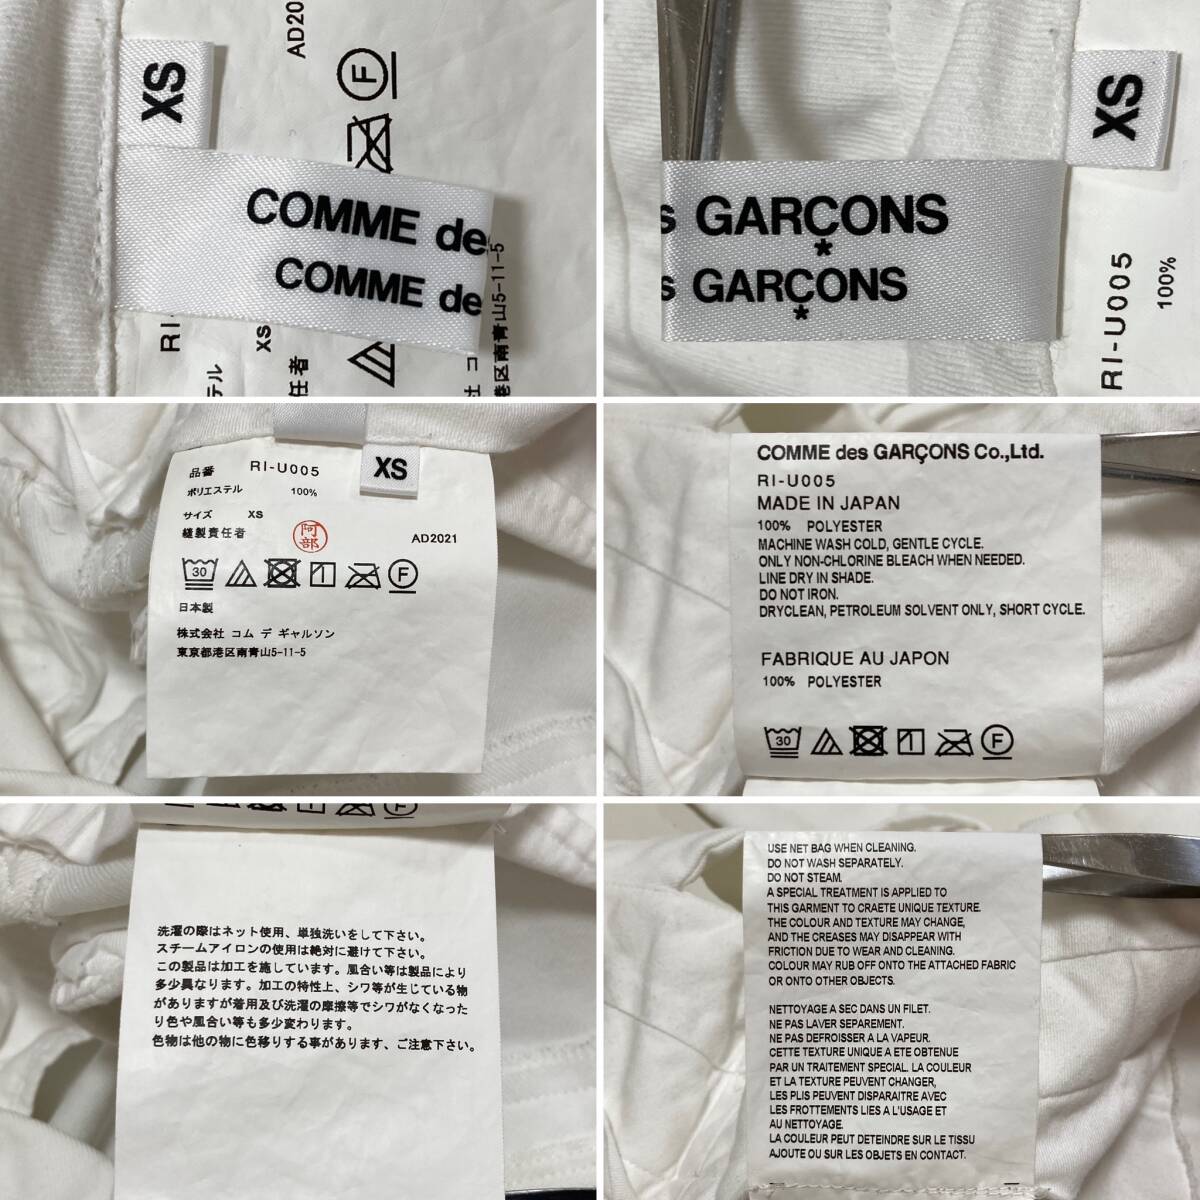 XS
AD20
F
COMME de
COMME de
RI-
XS
テル
任者
社 コ
港区南青山5-11-5
XS
s GARÇONS
s GARÇONS
RI-U005
100%
XS
品番 RI-U005
ポリエステル 100%
サイズ XS
縫製責任者 阿部 AD2021
30 F
日本製
株式会社 コム デ ギャルソン
東京都港区南青山5-11-5
COMME des GARÇONS Co.,Ltd.
RI-U005
MADE IN JAPAN
100% POLYESTER
MACHINE WASH COLD, GENTLE CYCLE.
ONLY NON-CHLORINE BLEACH WHEN NEEDED.
LINE DRY IN SHADE.
DO NOT IRON.
DRYCLEAN, PETROLEUM SOLVENT ONLY, SHORT CYCLE.
FABRIQUE AU JAPON
100% POLYESTER
30 F
洗濯の際はネット使用、単独洗いをして下さい。
スチームアイロンの使用は絶対に避けて下さい。
この製品は加工を施しています。風合い等は製品により
多少異なります。加工の特性上、シワ等が生じている物
がありますが着用及び洗濯の摩擦等でシワがなくなった
り色や風合い等も多少変わります。
色物は他の物に色移りする事があります、ご注意下さい。
USE NET BAG WHEN CLEANING.
DO NOT WASH SEPARATELY.
DO NOT STEAM.
A SPECIAL TREATMENT IS APPLIED TO
THIS GARMENT TO CRAETE UNIQUE TEXTURE.
THE COLOUR AND TEXTURE MAY CHANGE,
AND THE CREASES MAY DISAPPEAR WITH
FRICTION DUE TO WEAR AND CLEANING.
COLOUR MAY RUB OFF ONTO THE ATTACHED FABRIC
OR ONTO OTHER OBJECTS.
NETTOYAGE A SEC DANS UN FILET.
NE PAS LAVER SEPAREMENT.
NE PAS DEFROISSER A LA VAPEUR.
CETTE TEXTURE UNIQUE A ETE OBTENUE
PAR UN TRAITEMENT SPECIAL. LA COULEUR
ET LA TEXTURE PEUVENT CHANGER,
LES PLIS PEUVENT DISPARAITRE AVEC
LES FROTTEMENTS LIES A L'USAGE ET
AU NETTOYAGE.
LA COULEUR PEUT DETEINDRE SUR LE TISSU
AJOUTE OU SUR LES OBJETS EN CONTACT.